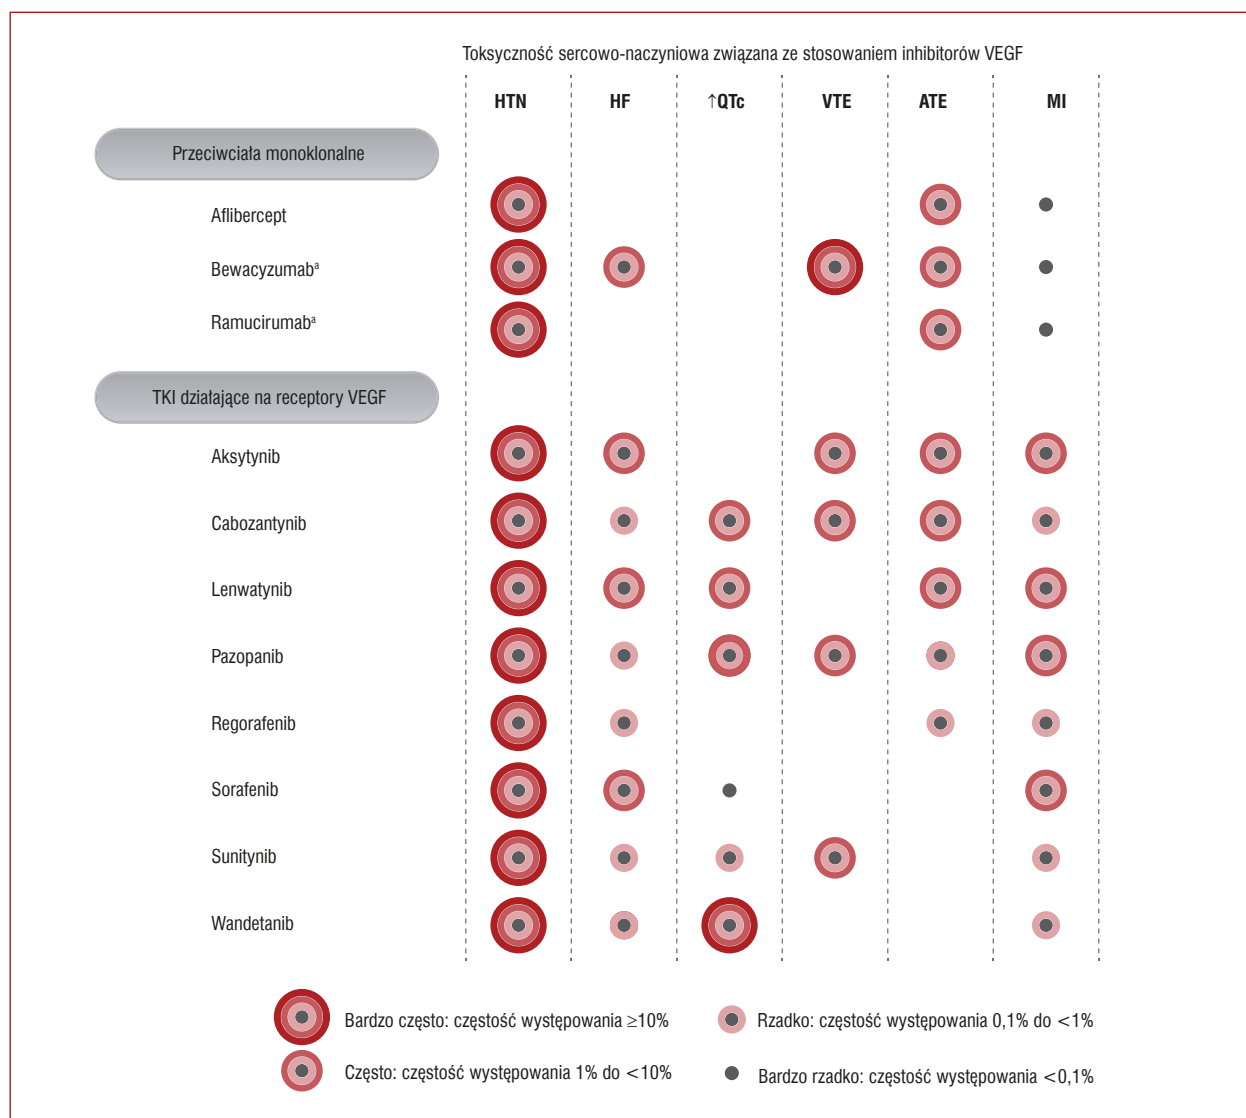 Toksyczność sercowo-naczyniowa związana ze stosowaniem inhibitorów VEGF
HTN HF ↑QTc VTE ATE MI
Przeciwciała monoklonalne
Aflibercept
Bewacyzumabᵃ
Ramucirumabᵃ
TKI działające na receptory VEGF
Aksytynib
Cabozantynib
Lenwatynib
Pazopanib
Regorafenib
Sorafenib
Sunitynib
Wandetanib
Bardzo często: częstość występowania ≥10%
Rzadko: częstość występowania 0,1% do <1%
Często: częstość występowania 1% do <10%
Bardzo rzadko: częstość występowania <0,1%